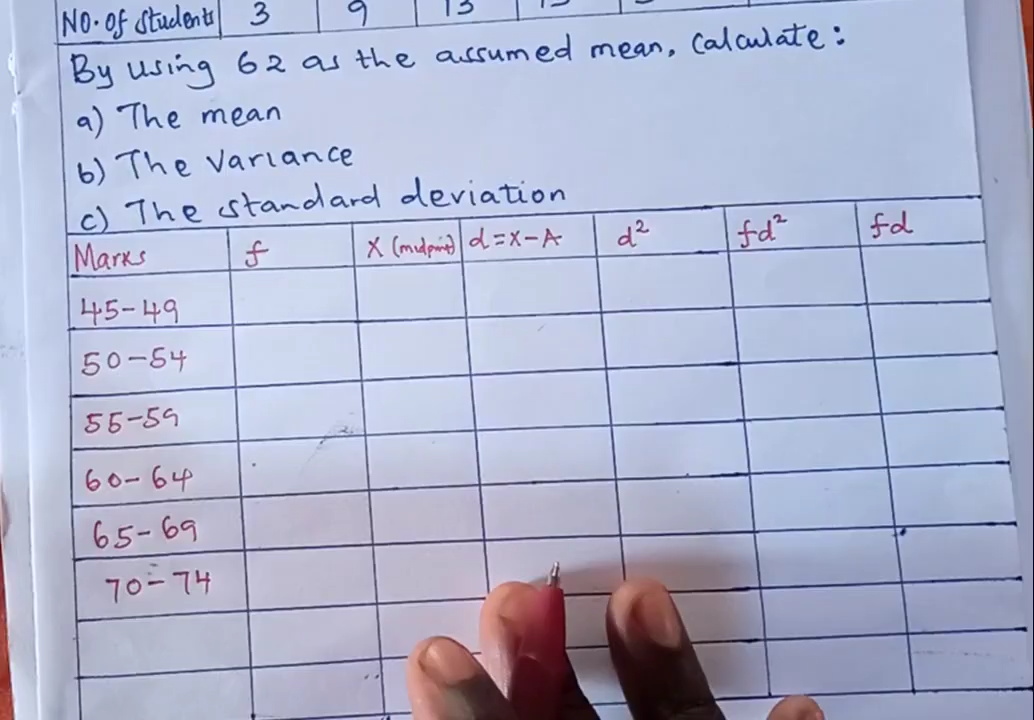 NO. of students 3 9 13
By using 62 as the assumed mean, calculate:
a) The mean
b) The variance
c) The standard deviation
Marks f X (midpoint) d=X-A d² fd² fd
45-49
50-54
55-59
60-64
65-69
70-74